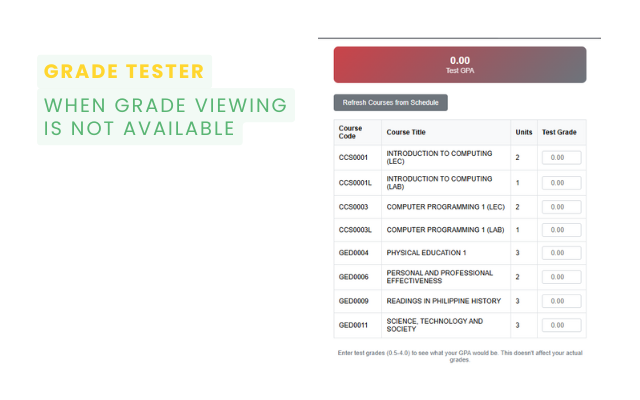 GRADE TESTER
WHEN GRADE VIEWING
IS NOT AVAILABLE
0.00
Test GPA
Refresh Courses from Schedule
Course Code Course Title Units Test Grade
CCS0001 INTRODUCTION TO COMPUTING (LEC) 2 0.00
CCS0001L INTRODUCTION TO COMPUTING (LAB) 1 0.00
CCS0003 COMPUTER PROGRAMMING 1 (LEC) 2 0.00
CCS0003L COMPUTER PROGRAMMING 1 (LAB) 1 0.00
GED0004 PHYSICAL EDUCATION 1 3 0.00
GED0006 PERSONAL AND PROFESSIONAL EFFECTIVENESS 2 0.00
GED0009 READINGS IN PHILIPPINE HISTORY 3 0.00
GED0011 SCIENCE, TECHNOLOGY AND SOCIETY 3 0.00
Enter test grades (0.5-4.0) to see what your GPA would be. This doesn't affect your actual
grades.